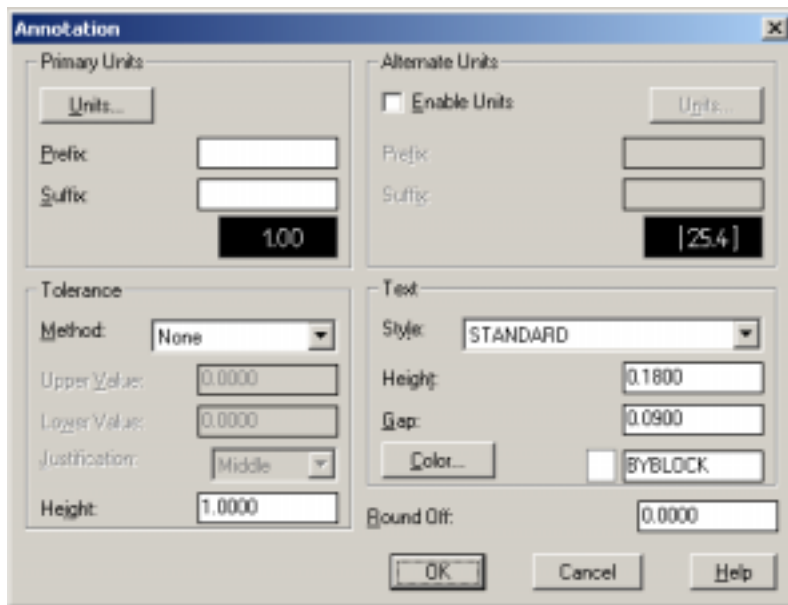 Annotation
Primary Units
Units...
Prefix:
Suffix:
1.00
Alternate Units
Enable Units
Units...
Prefix:
Suffix:
[25.4]
Tolerance
Method: None
Upper Value: 0.0000
Lower Value: 0.0000
Justification: Middle
Height: 1.0000
Text
Style: STANDARD
Height: 0.1800
Gap: 0.0900
Color... BYBLOCK
Round Off: 0.0000
OK Cancel Help